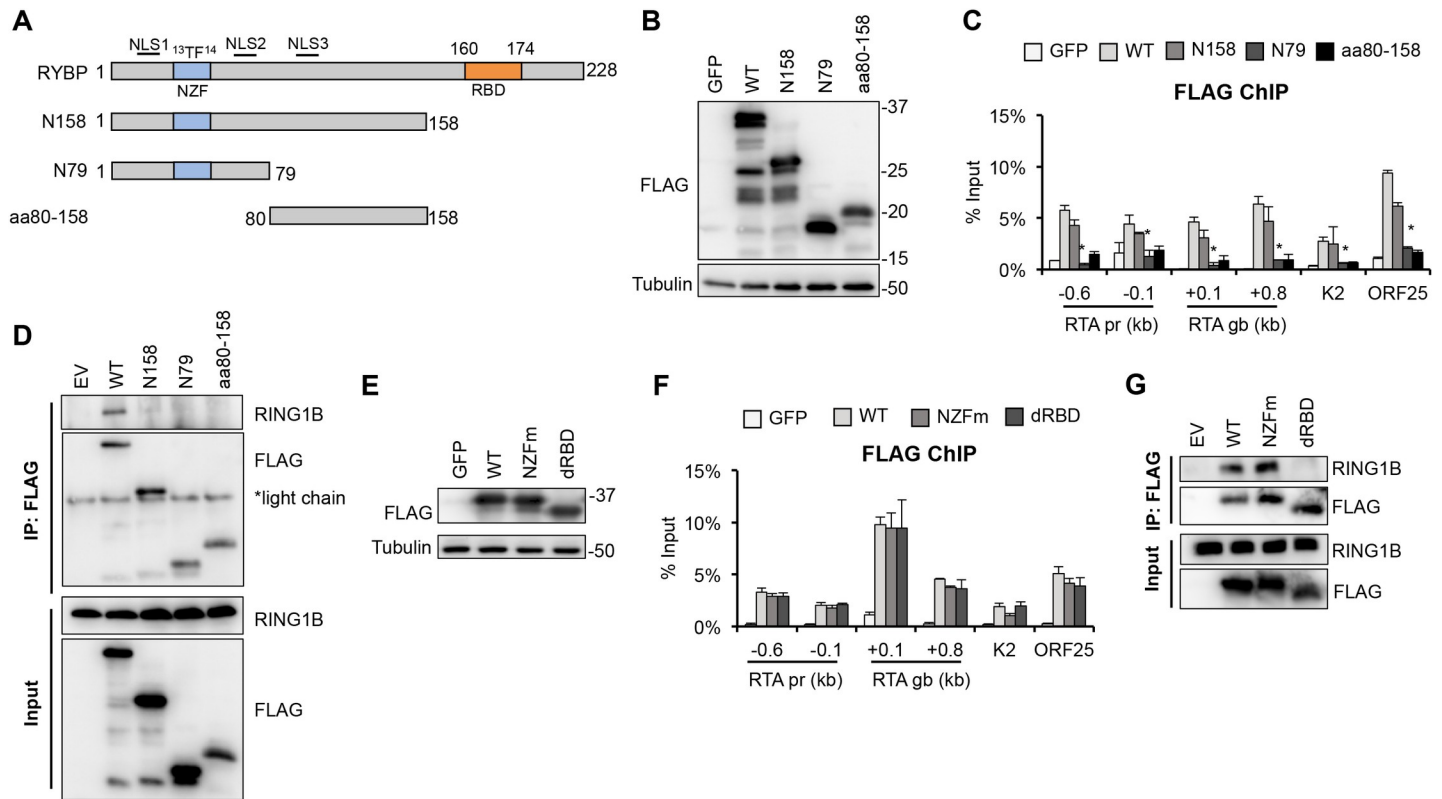 A
NLS1 ¹³TF¹⁴ NLS2 NLS3 160 174
RYBP 1 228
NZF RBD
N158 1 158
N79 1 79
aa80-158 80 158
B
GFP WT N158 N79 aa80-158
FLAG
-37
-25
-20
-15
Tubulin -50
C
GFP WT N158 N79 aa80-158
FLAG ChIP
% Input
15%
10%
5%
0%
* * * * * *
-0.6 -0.1 +0.1 +0.8 K2 ORF25
RTA pr (kb) RTA gb (kb)
D
EV WT N158 N79 aa80-158
IP: FLAG
RING1B
FLAG
*light chain
Input
RING1B
FLAG
E
GFP WT NZFm dRBD
FLAG -37
Tubulin -50
F
GFP WT NZFm dRBD
FLAG ChIP
% Input
15%
10%
5%
0%
-0.6 -0.1 +0.1 +0.8 K2 ORF25
RTA pr (kb) RTA gb (kb)
G
EV WT NZFm dRBD
IP: FLAG
RING1B
FLAG
Input
RING1B
FLAG